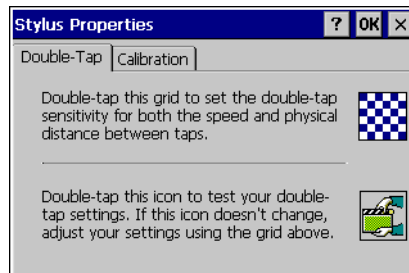 Stylus Properties ? OK ×
Double-Tap Calibration
Double-tap this grid to set the double-tap
sensitivity for both the speed and physical
distance between taps.
Double-tap this icon to test your double-
tap settings. If this icon doesn't change,
adjust your settings using the grid above.